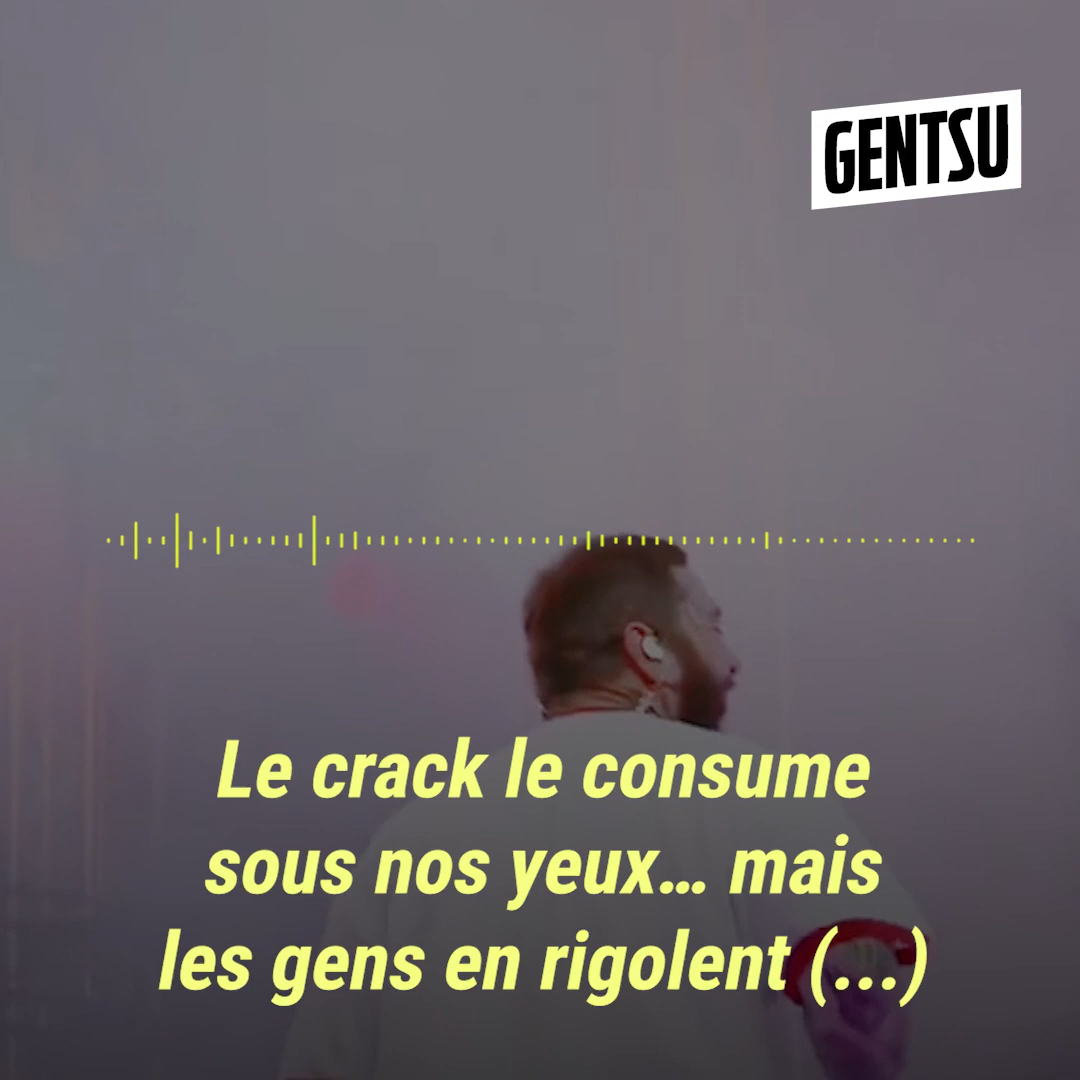 GENTSU
Le crack le consume
sous nos yeux... mais
les gens en rigolent (...)